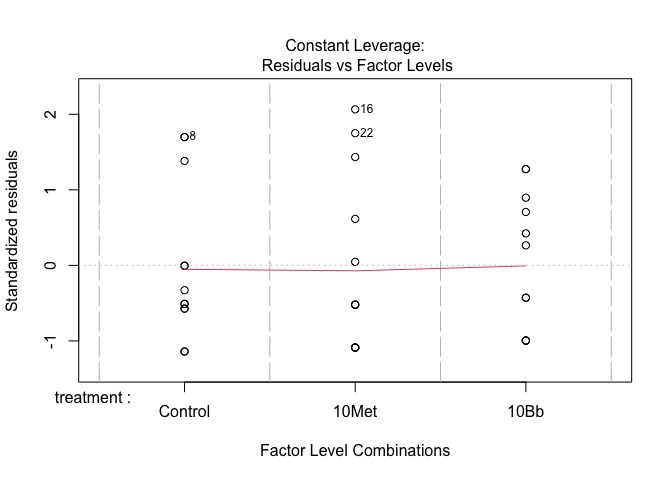 Constant Leverage:
Residuals vs Factor Levels
Standardized residuals
2
1
0
-1
8
16
22
treatment :
Control
10Met
10Bb
Factor Level Combinations